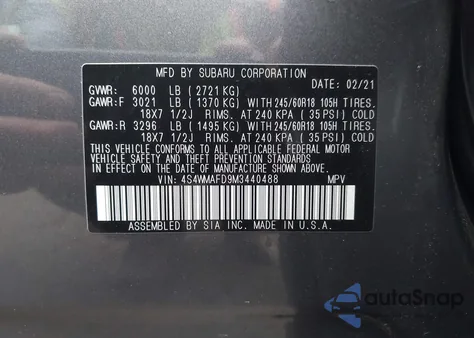 MFD BY SUBARU CORPORATION
DATE: 02/21
GVWR: 6000 LB (2721 KG)
GAWR:F 3021 LB (1370 KG) WITH 245/60R18 105H TIRES,
18X7 1/2J RIMS, AT 240 KPA (35 PSI) COLD
GAWR:R 3296 LB (1495 KG) WITH 245/60R18 105H TIRES,
18X7 1/2J RIMS, AT 240 KPA (35 PSI) COLD
THIS VEHICLE CONFORMS TO ALL APPLICABLE FEDERAL MOTOR
VEHICLE SAFETY AND THEFT PREVENTION STANDARDS IN EFFECT
ON THE DATE OF MANUFACTURE SHOWN ABOVE.
VIN: 4S4WMAFD9M3440488 MPV
ASSEMBLED BY SIA INC. MADE IN U.S.A.
autoSnap